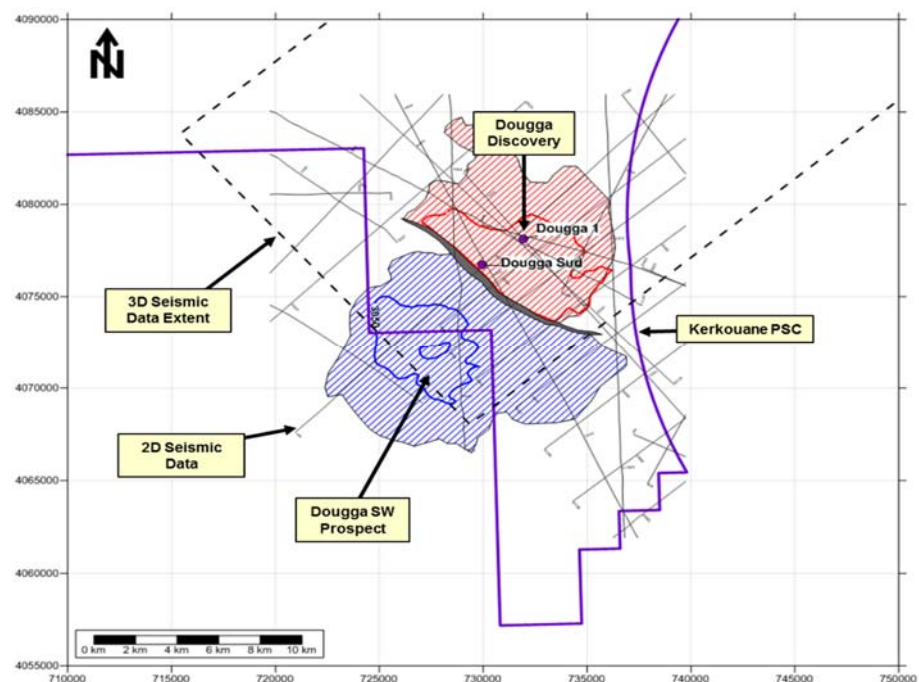 4090000
N
Dougga
Discovery
4085000
4080000
Dougga 1
Dougga Sud
3D Seismic
Data Extent
4075000
Kerkouane PSC
4070000
2D Seismic
Data
4065000
Dougga SW
Prospect
4060000
0 km 2 km 4 km 6 km 8 km 10 km
4055000
710000 715000 720000 725000 730000 735000 740000 745000 750000